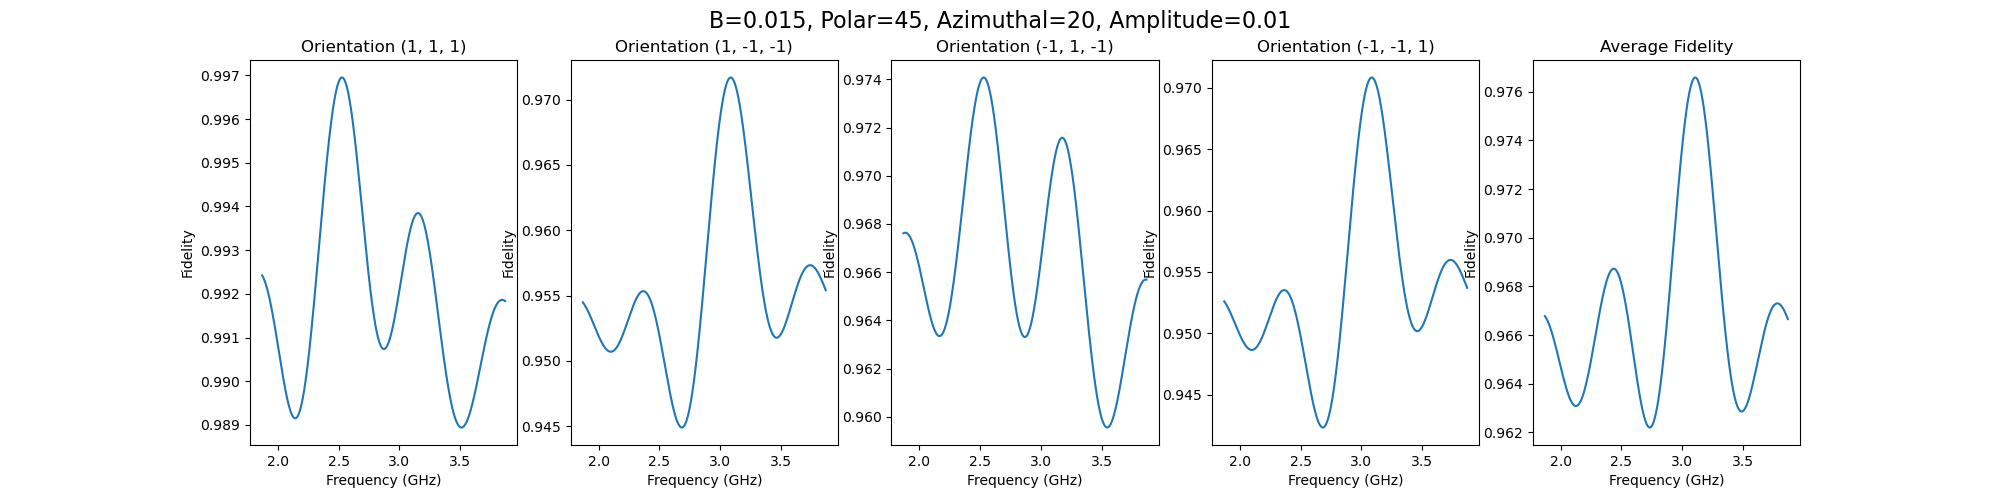 B=0.015, Polar=45, Azimuthal=20, Amplitude=0.01
Orientation (1, 1, 1)
0.997
0.996
0.995
0.994
0.993
0.992
0.991
0.990
0.989
Fidelity
2.0 2.5 3.0 3.5
Frequency (GHz)
Orientation (1, -1, -1)
0.970
0.965
0.960
0.955
0.950
0.945
Fidelity
2.0 2.5 3.0 3.5
Frequency (GHz)
Orientation (-1, 1, -1)
0.974
0.972
0.970
0.968
0.966
0.964
0.962
0.960
Fidelity
2.0 2.5 3.0 3.5
Frequency (GHz)
Orientation (-1, -1, 1)
0.970
0.965
0.960
0.955
0.950
0.945
Fidelity
2.0 2.5 3.0 3.5
Frequency (GHz)
Average Fidelity
0.976
0.974
0.972
0.970
0.968
0.966
0.964
0.962
Fidelity
2.0 2.5 3.0 3.5
Frequency (GHz)